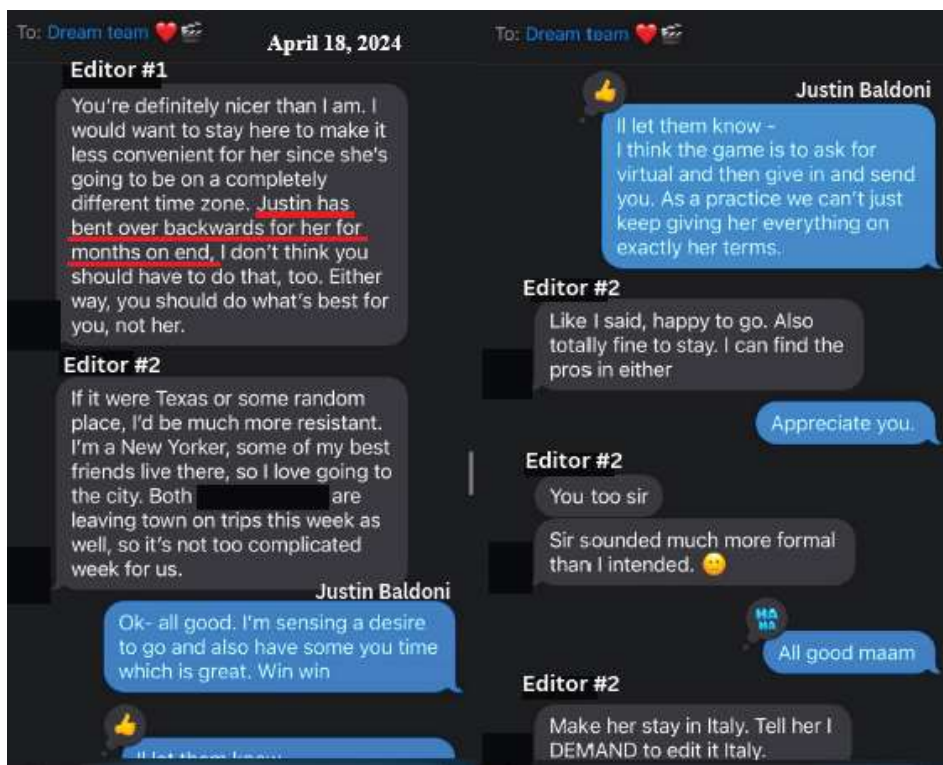 To: Dream team ❤️🎬
April 18, 2024
Editor #1
You're definitely nicer than I am. I
would want to stay here to make it
less convenient for her since she's
going to be on a completely
different time zone. Justin has
bent over backwards for her for
months on end, I don't think you
should have to do that, too. Either
way, you should do what's best for
you, not her.
Editor #2
If it were Texas or some random
place, I'd be much more resistant.
I'm a New Yorker, some of my best
friends live there, so I love going to
the city. Both are
leaving town on trips this week as
well, so it's not too complicated
week for us.
Justin Baldoni
Ok- all good. I'm sensing a desire
to go and also have some you time
which is great. Win win
👍
Il let them know
To: Dream team ❤️🎬
👍
Justin Baldoni
Il let them know -
I think the game is to ask for
virtual and then give in and send
you. As a practice we can't just
keep giving her everything on
exactly her terms.
Editor #2
Like I said, happy to go. Also
totally fine to stay. I can find the
pros in either
Appreciate you.
Editor #2
You too sir
Sir sounded much more formal
than I intended. 🙂
HA
HA
All good maam
Editor #2
Make her stay in Italy. Tell her I
DEMAND to edit it Italy.